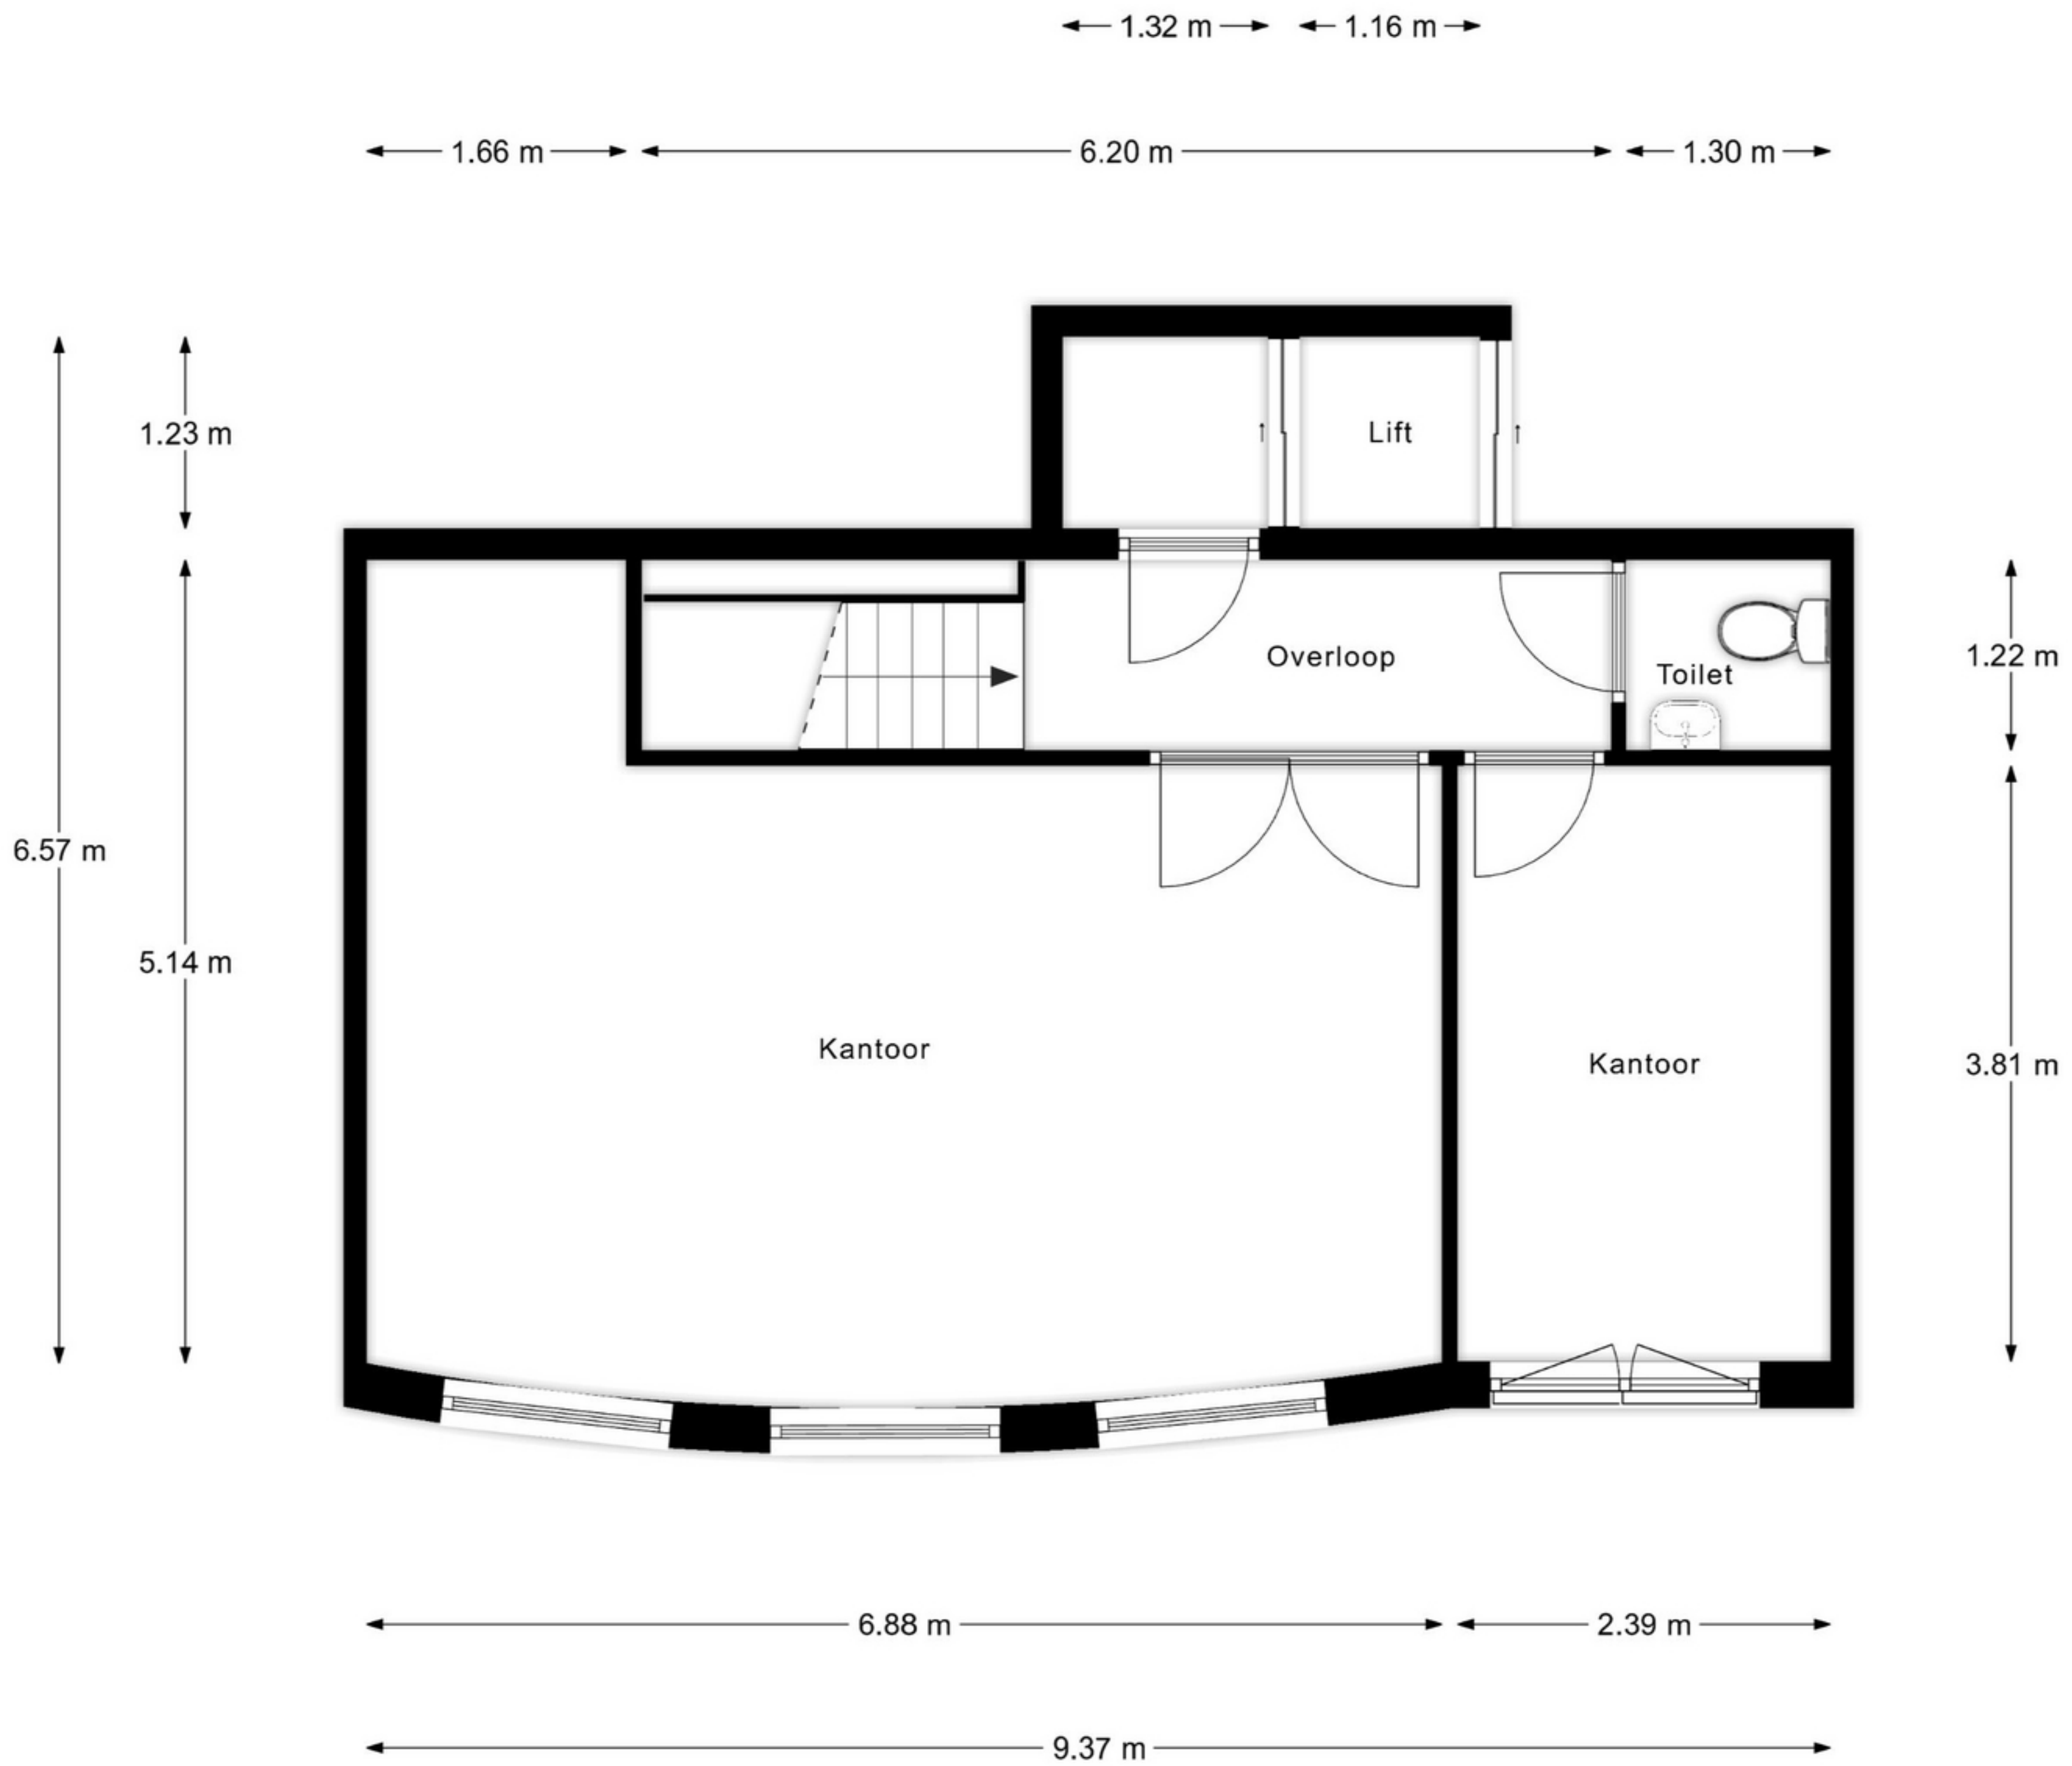 1.32 m 1.16 m
1.66 m 6.20 m 1.30 m
1.23 m
Lift
Overloop
1.22 m
Toilet
6.57 m
5.14 m
Kantoor
Kantoor
3.81 m
6.88 m 2.39 m
9.37 m